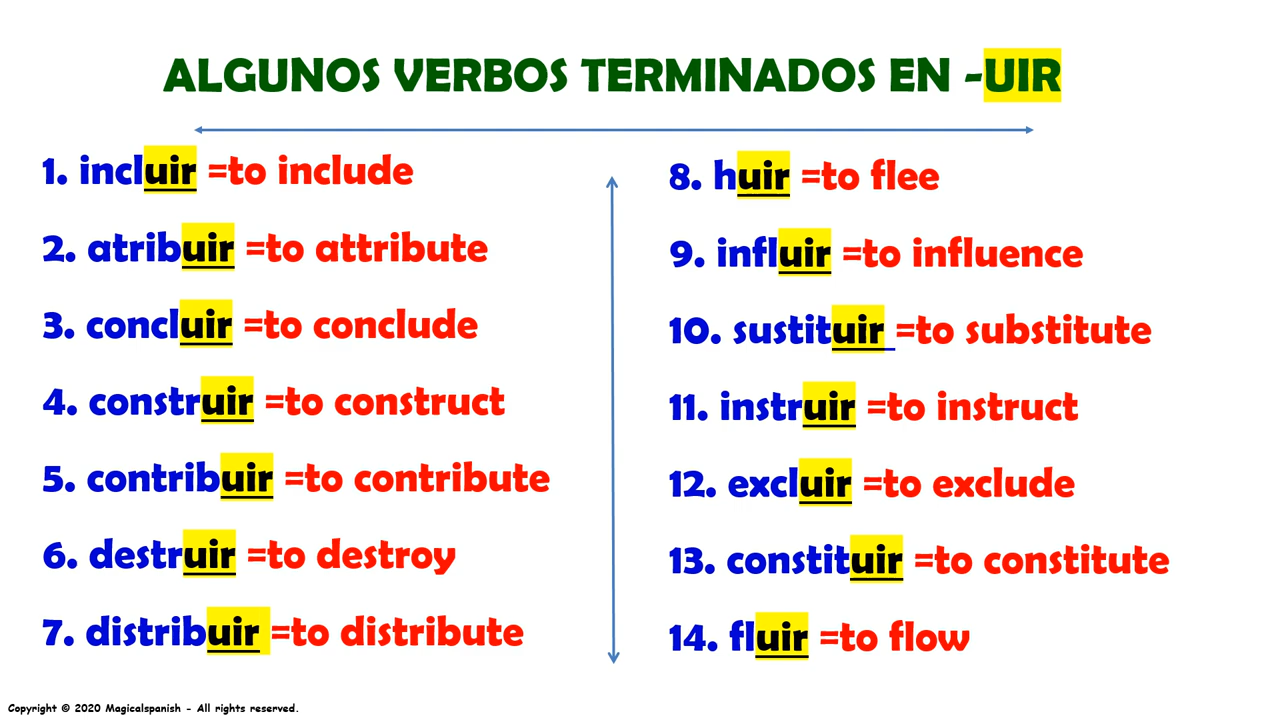 ALGUNOS VERBOS TERMINADOS EN -UIR
1. incluir =to include
2. atribuir =to attribute
3. concluir =to conclude
4. construir =to construct
5. contribuir =to contribute
6. destruir =to destroy
7. distribuir =to distribute
8. huir =to flee
9. influir =to influence
10. sustituir =to substitute
11. instruir =to instruct
12. excluir =to exclude
13. constituir =to constitute
14. fluir =to flow
Copyright © 2020 Magicalspanish - All rights reserved.